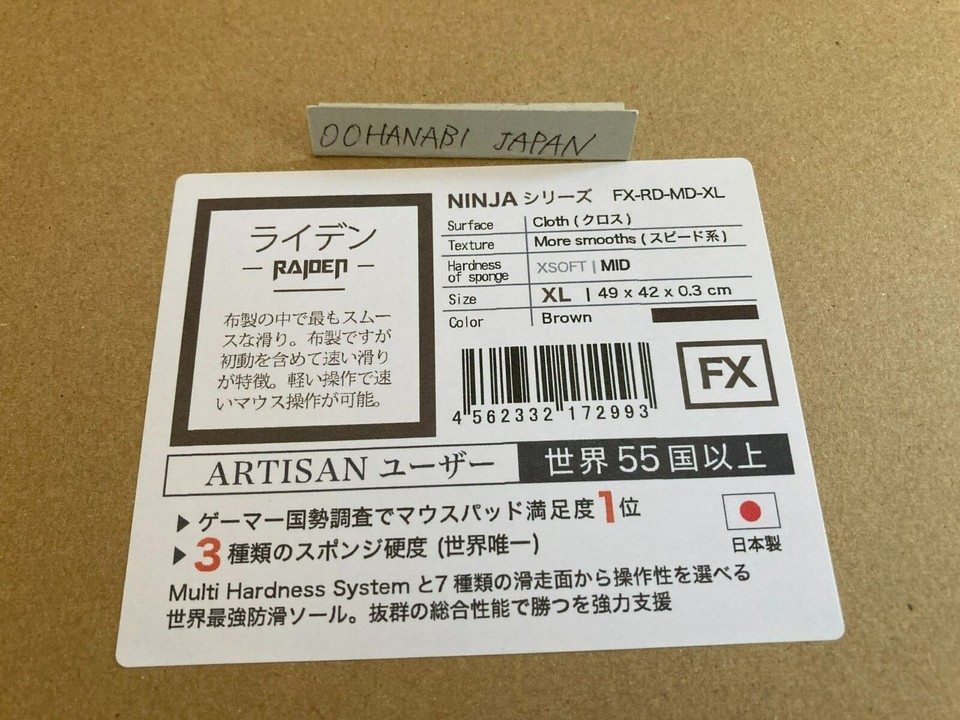 OOHANABI JAPAN
ライデン
RAIDEN
布製の中で最もスムー
スな滑り。布製ですが
初動を含めて速い滑り
が特徴。軽い操作で速
いマウス操作が可能。
NINJA シリーズ FX-RD-MD-XL
Surface Cloth ( クロス )
Texture More smooths ( スピード系 )
Hardness of sponge XSOFT | MID
Size XL | 49 x 42 x 0.3 cm
Color Brown
4 562332 172993
FX
ARTISAN ユーザー 世界 55 国以上
▶ ゲーマー国勢調査でマウスパッド満足度1位
▶ 3 種類のスポンジ硬度 (世界唯一)
日本製
Multi Hardness System と7 種類の滑走面から操作性を選べる
世界最強防滑ソール。抜群の総合性能で勝つを強力支援